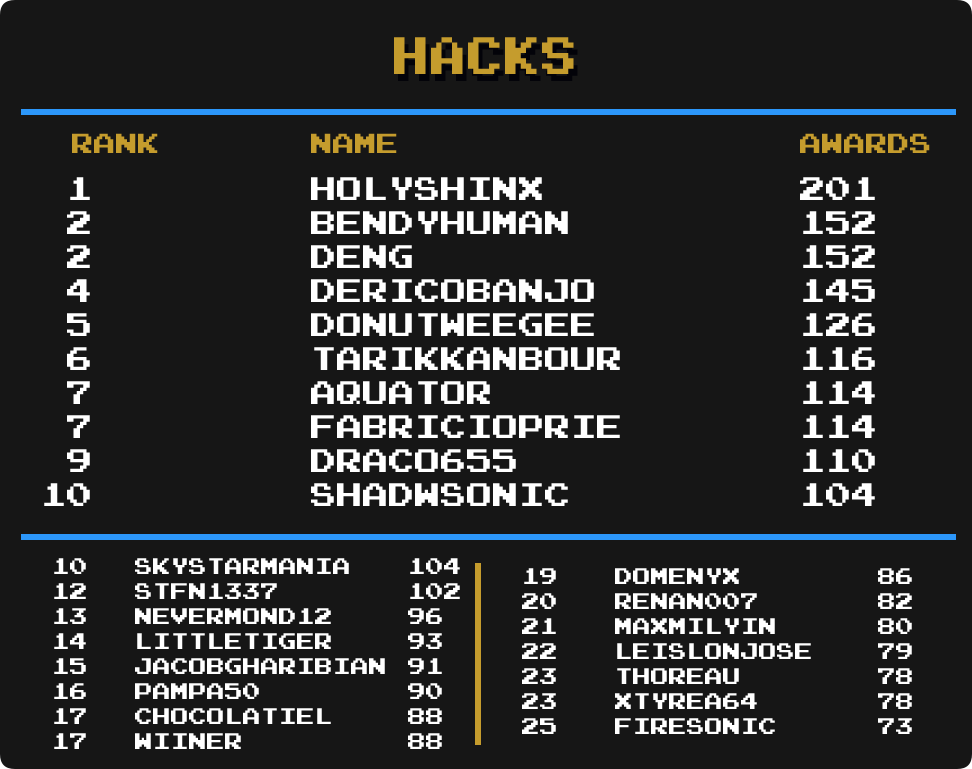 HACKS
RANK NAME AWARDS
1 HOLYSHINX 201
2 BENDYHUMAN 152
2 DENG 152
4 DERICOBANJO 145
5 DONUTWEEGEE 126
6 TARIKKANBOUR 116
7 AQUATOR 114
7 FABRICIOPRIE 114
9 DRACO655 110
10 SHADWSONIC 104
10 SKYSTARMANIA 104
12 STFN1337 102
13 NEVERMOND12 96
14 LITTLETIGER 93
15 JACOBGHARIBIAN 91
16 PAMPA50 90
17 CHOCOLATIEL 88
17 WIINER 88
19 DOMENYX 86
20 RENAN007 82
21 MAXMILYIN 80
22 LEISLONJOSE 79
23 THOREAU 78
23 XTYREA64 78
25 FIRESONIC 73